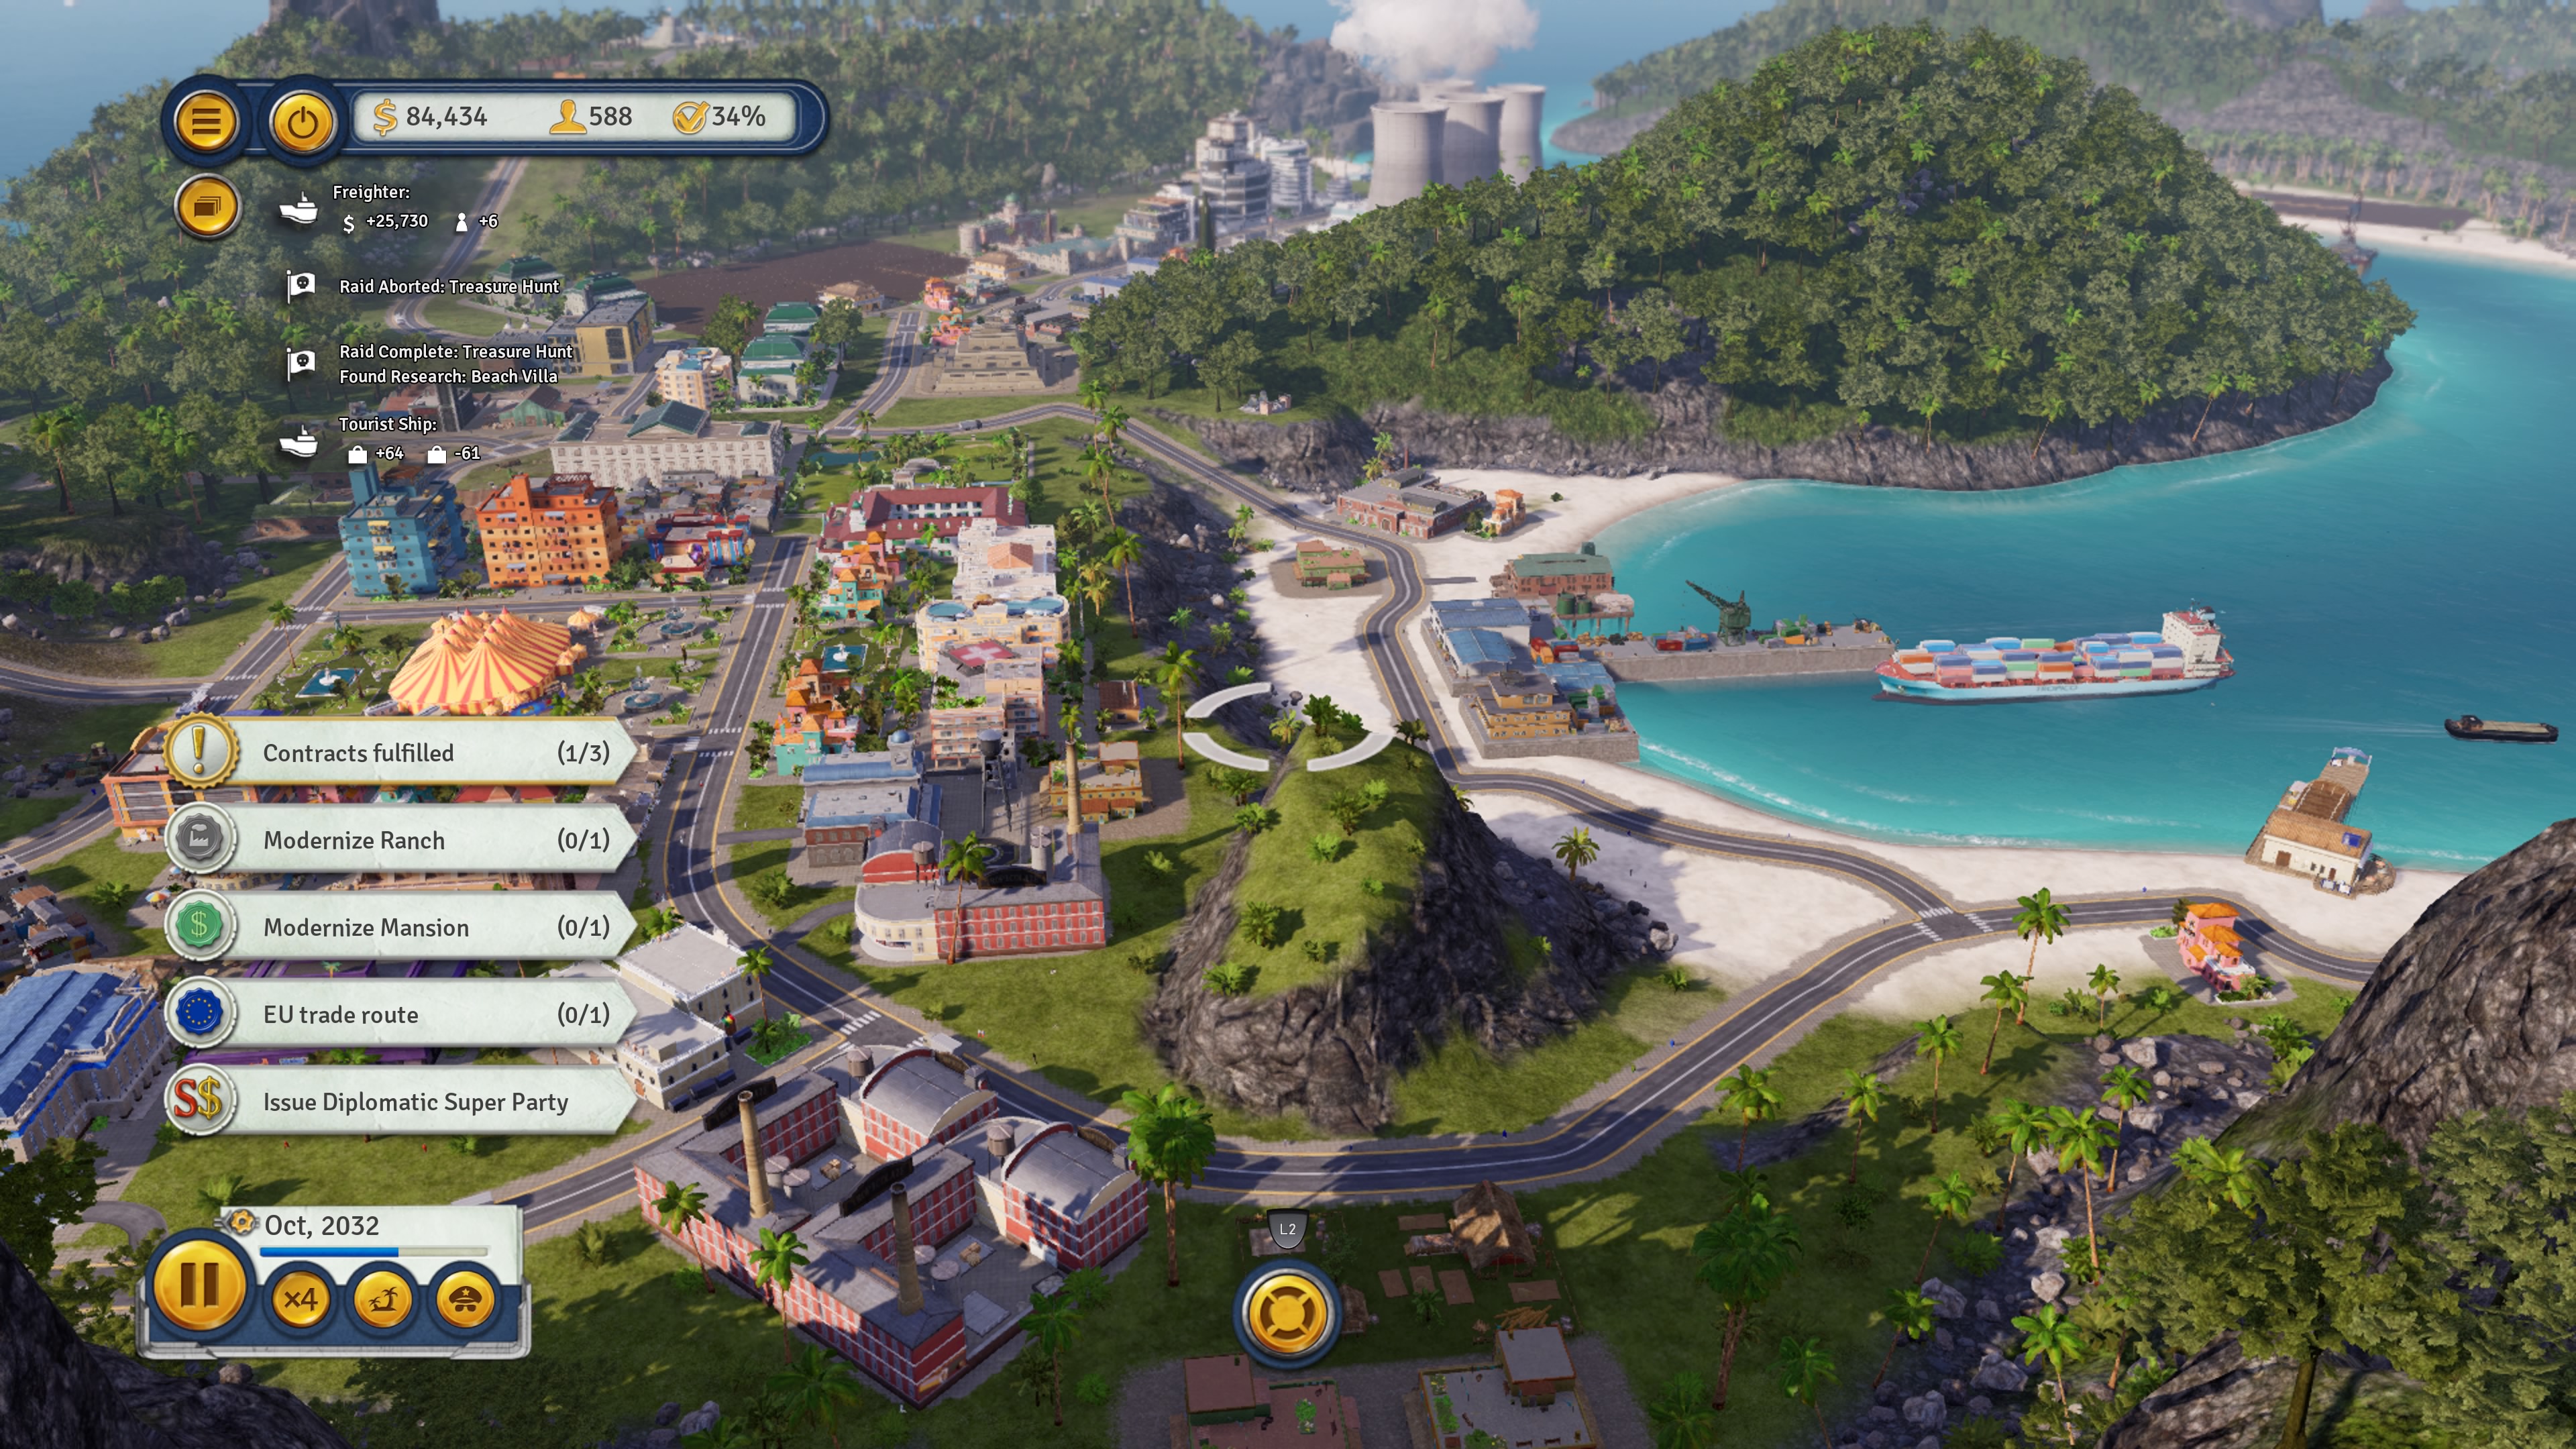 84,434 588 34%
Freighter:
$ +25,730 +6
Raid Aborted: Treasure Hunt
Raid Complete: Treasure Hunt
Found Research: Beach Villa
Tourist Ship:
+64 -61
Contracts fulfilled (1/3)
Modernize Ranch (0/1)
Modernize Mansion (0/1)
EU trade route (0/1)
Issue Diplomatic Super Party
Oct, 2032
×4
L2